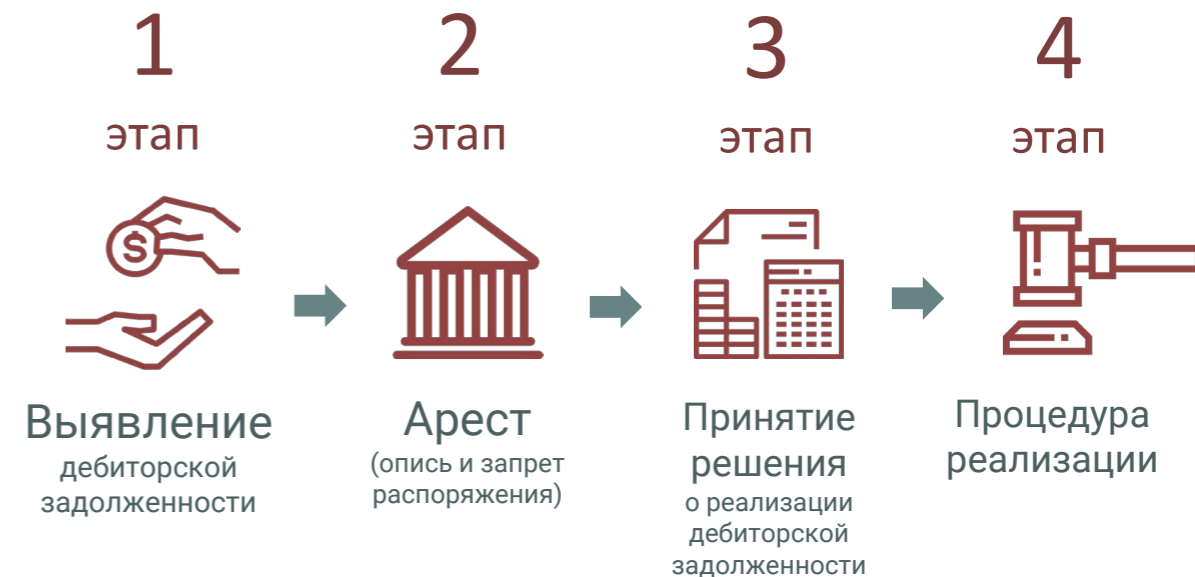 1
этап
Выявление
дебиторской
задолженности
2
этап
Арест
(опись и запрет
распоряжения)
3
этап
Принятие
решения
о реализации
дебиторской
задолженности
4
этап
Процедура
реализации
$